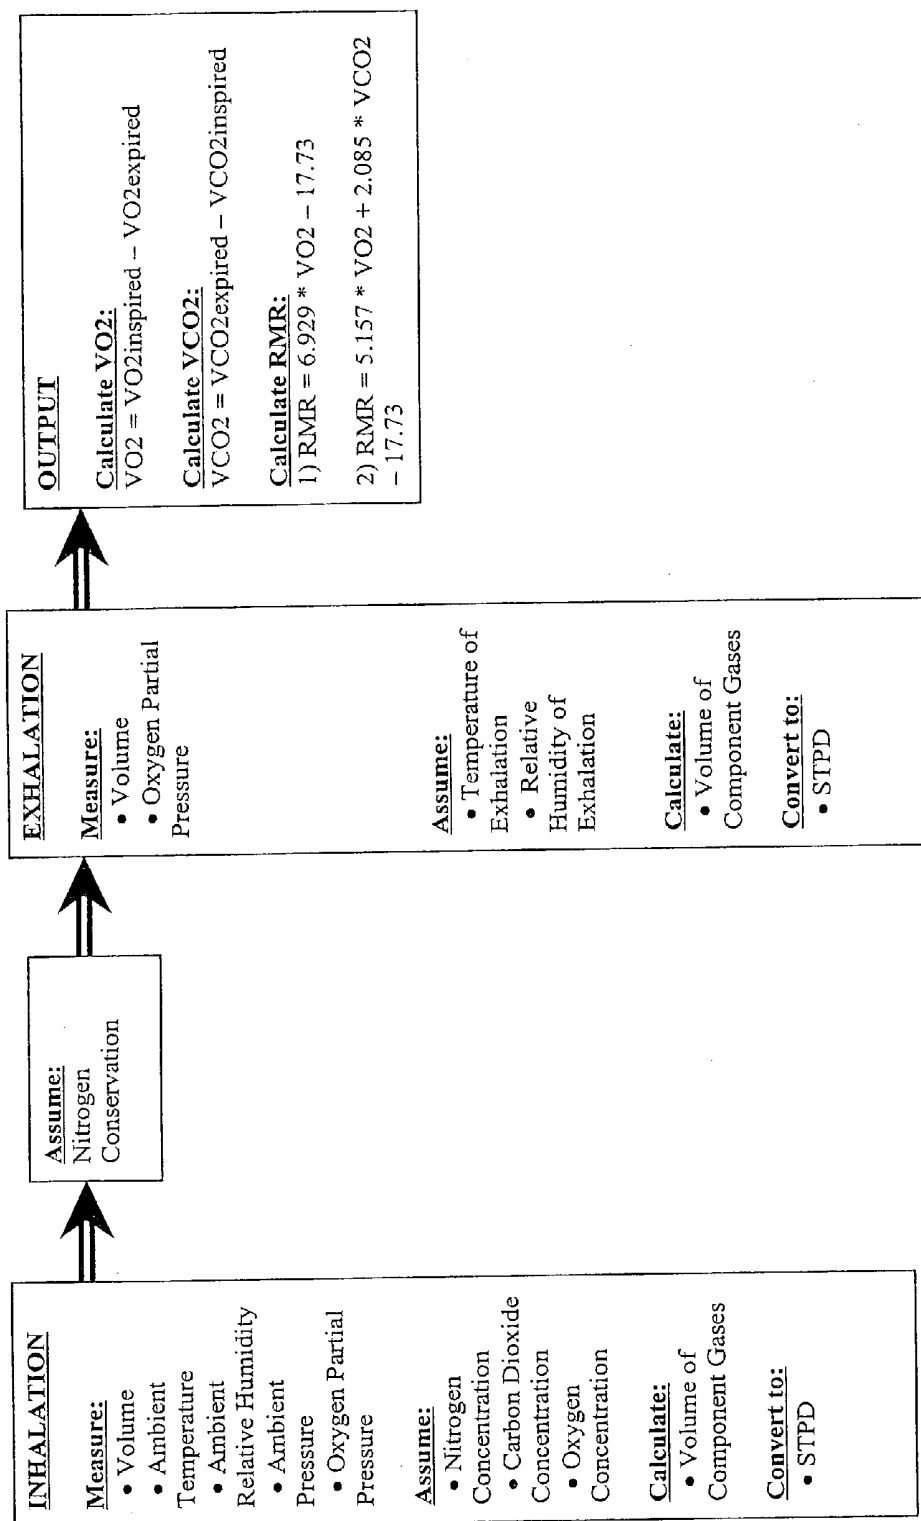 INHALATION
Measure:
• Volume
• Ambient
Temperature
• Ambient
Relative Humidity
• Ambient
Pressure
• Oxygen Partial
Pressure
Assume:
• Nitrogen
Concentration
• Carbon Dioxide
Concentration
• Oxygen
Concentration
Calculate:
• Volume of
Component Gases
Convert to:
• STPD
Assume:
Nitrogen
Conservation
EXHALATION
Measure:
• Volume
• Oxygen Partial
Pressure
Assume:
• Temperature of
Exhalation
• Relative
Humidity of
Exhalation
Calculate:
• Volume of
Component Gases
Convert to:
• STPD
OUTPUT
Calculate VO2:
VO2 = VO2inspired – VO2expired
Calculate VCO2:
VCO2 = VCO2expired – VCO2inspired
Calculate RMR:
1) RMR = 6.929 * VO2 – 17.73
2) RMR = 5.157 * VO2 + 2.085 * VCO2
– 17.73